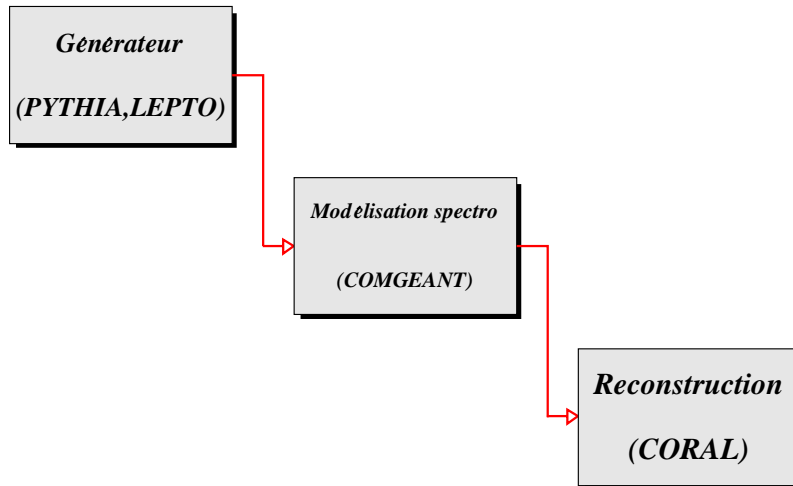 Générateur
(PYTHIA,LEPTO)
Modélisation spectro
(COMGEANT)
Reconstruction
(CORAL)